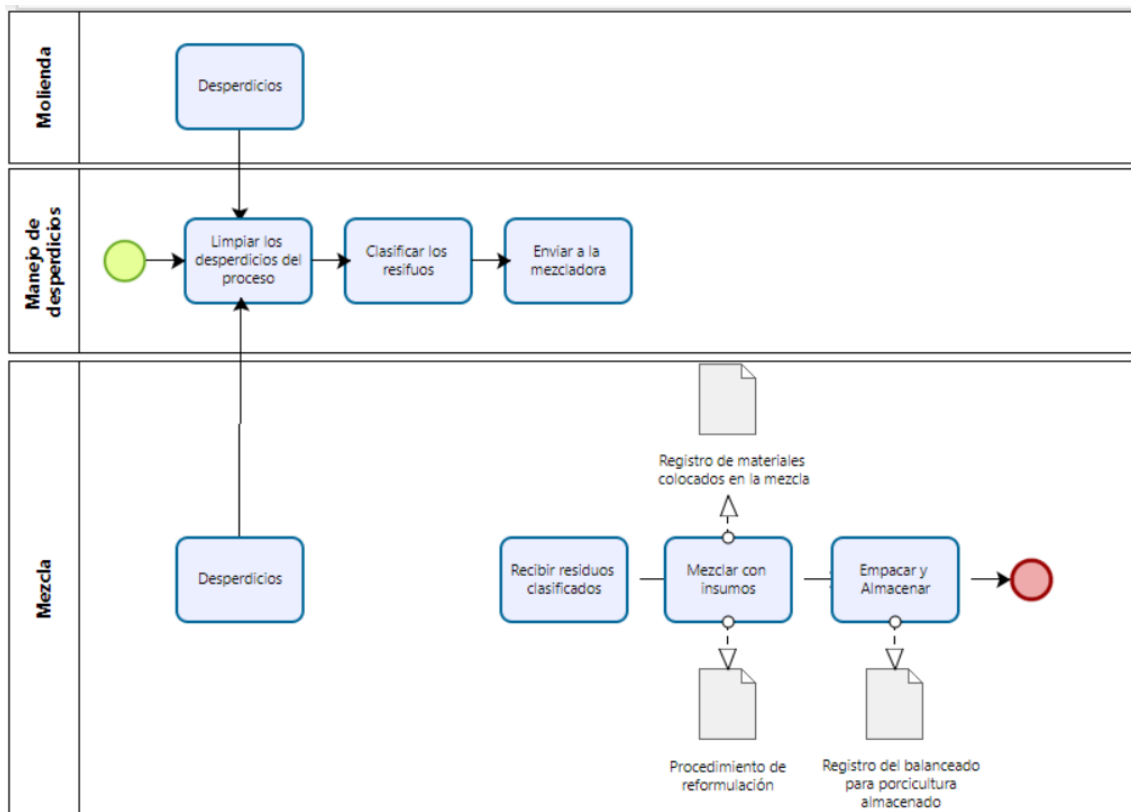 Molienda
Desperdicios
Manejo de
desperdicios
Limpiar los
desperdicios del
proceso
Clasificar los
resifuos
Enviar a la
mezcladora
Mezcla
Registro de materiales
colocados en la mezcla
Desperdicios
Recibir residuos
clasificados
Mezclar con
insumos
Empacar y
Almacenar
Procedimiento de
reformulación
Registro del balanceado
para porcicultura
almacenado